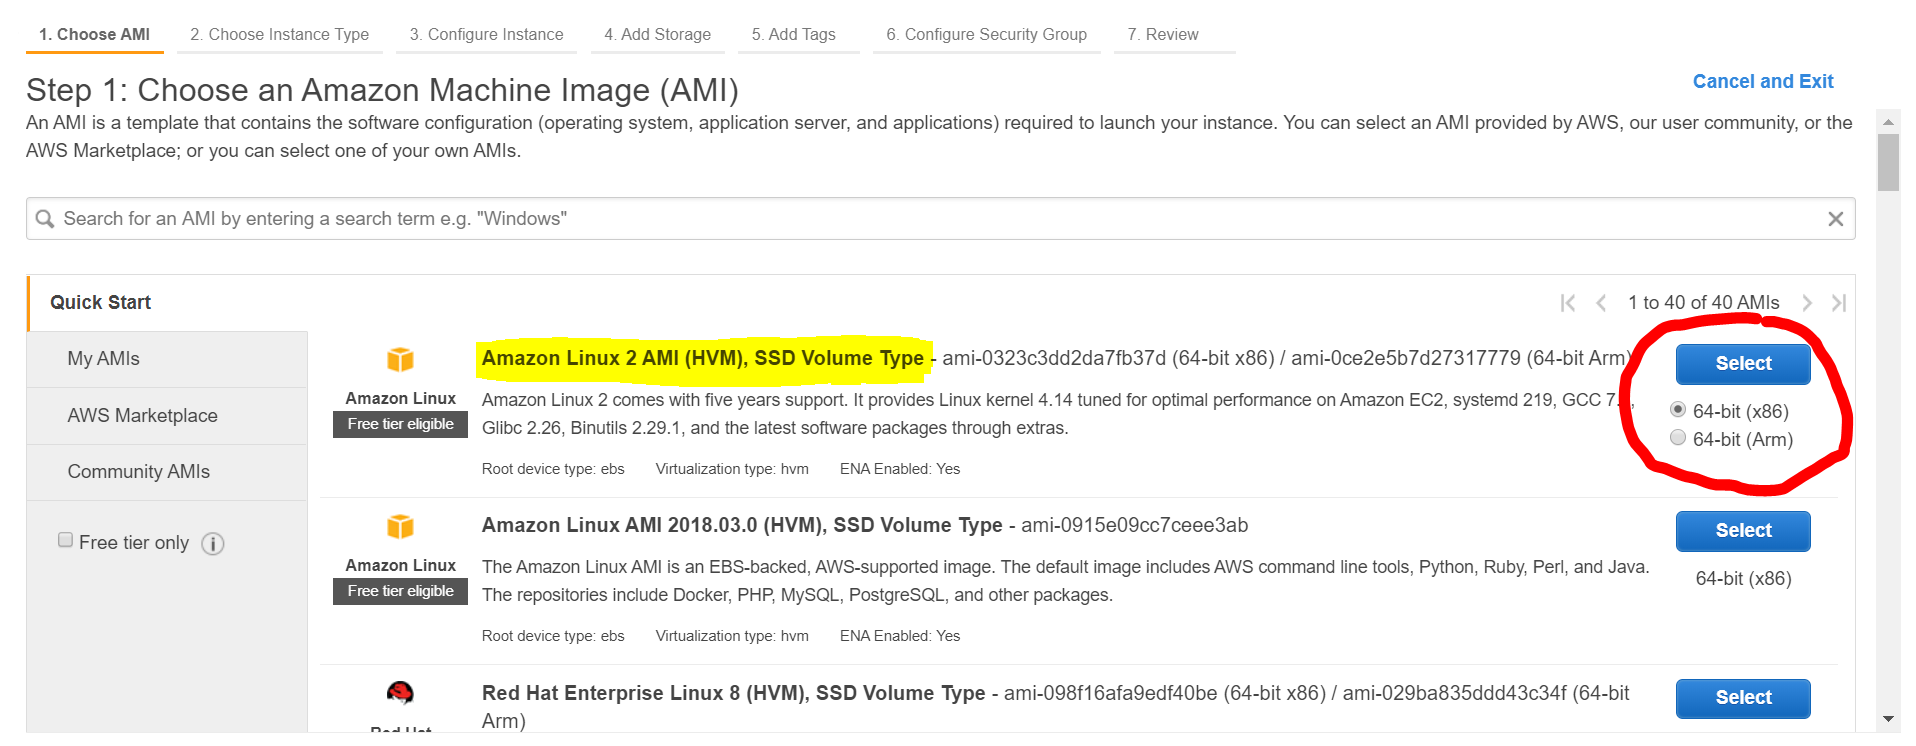 1. Choose AMI 2. Choose Instance Type 3. Configure Instance 4. Add Storage 5. Add Tags 6. Configure Security Group 7. Review
Step 1: Choose an Amazon Machine Image (AMI)
Cancel and Exit
An AMI is a template that contains the software configuration (operating system, application server, and applications) required to launch your instance. You can select an AMI provided by AWS, our user community, or the
AWS Marketplace; or you can select one of your own AMIs.
Search for an AMI by entering a search term e.g. "Windows"
Quick Start
1 to 40 of 40 AMIs
My AMIs
AWS Marketplace
Community AMIs
Free tier only
Amazon Linux
Free tier eligible
Amazon Linux 2 AMI (HVM), SSD Volume Type - ami-0323c3dd2da7fb37d (64-bit x86) / ami-0ce2e5b7d27317779 (64-bit Arm)
Amazon Linux 2 comes with five years support. It provides Linux kernel 4.14 tuned for optimal performance on Amazon EC2, systemd 219, GCC
Glibc 2.26, Binutils 2.29.1, and the latest software packages through extras.
Root device type: ebs Virtualization type: hvm ENA Enabled: Yes
Select
64-bit (x86)
64-bit (Arm)
Amazon Linux
Free tier eligible
Amazon Linux AMI 2018.03.0 (HVM), SSD Volume Type - ami-0915e09cc7ceee3ab
The Amazon Linux AMI is an EBS-backed, AWS-supported image. The default image includes AWS command line tools, Python, Ruby, Perl, and Java.
The repositories include Docker, PHP, MySQL, PostgreSQL, and other packages.
Root device type: ebs Virtualization type: hvm ENA Enabled: Yes
Select
64-bit (x86)
Red Hat
Red Hat Enterprise Linux 8 (HVM), SSD Volume Type - ami-098f16afa9edf40be (64-bit x86) / ami-029ba835ddd43c34f (64-bit
Arm)
Select